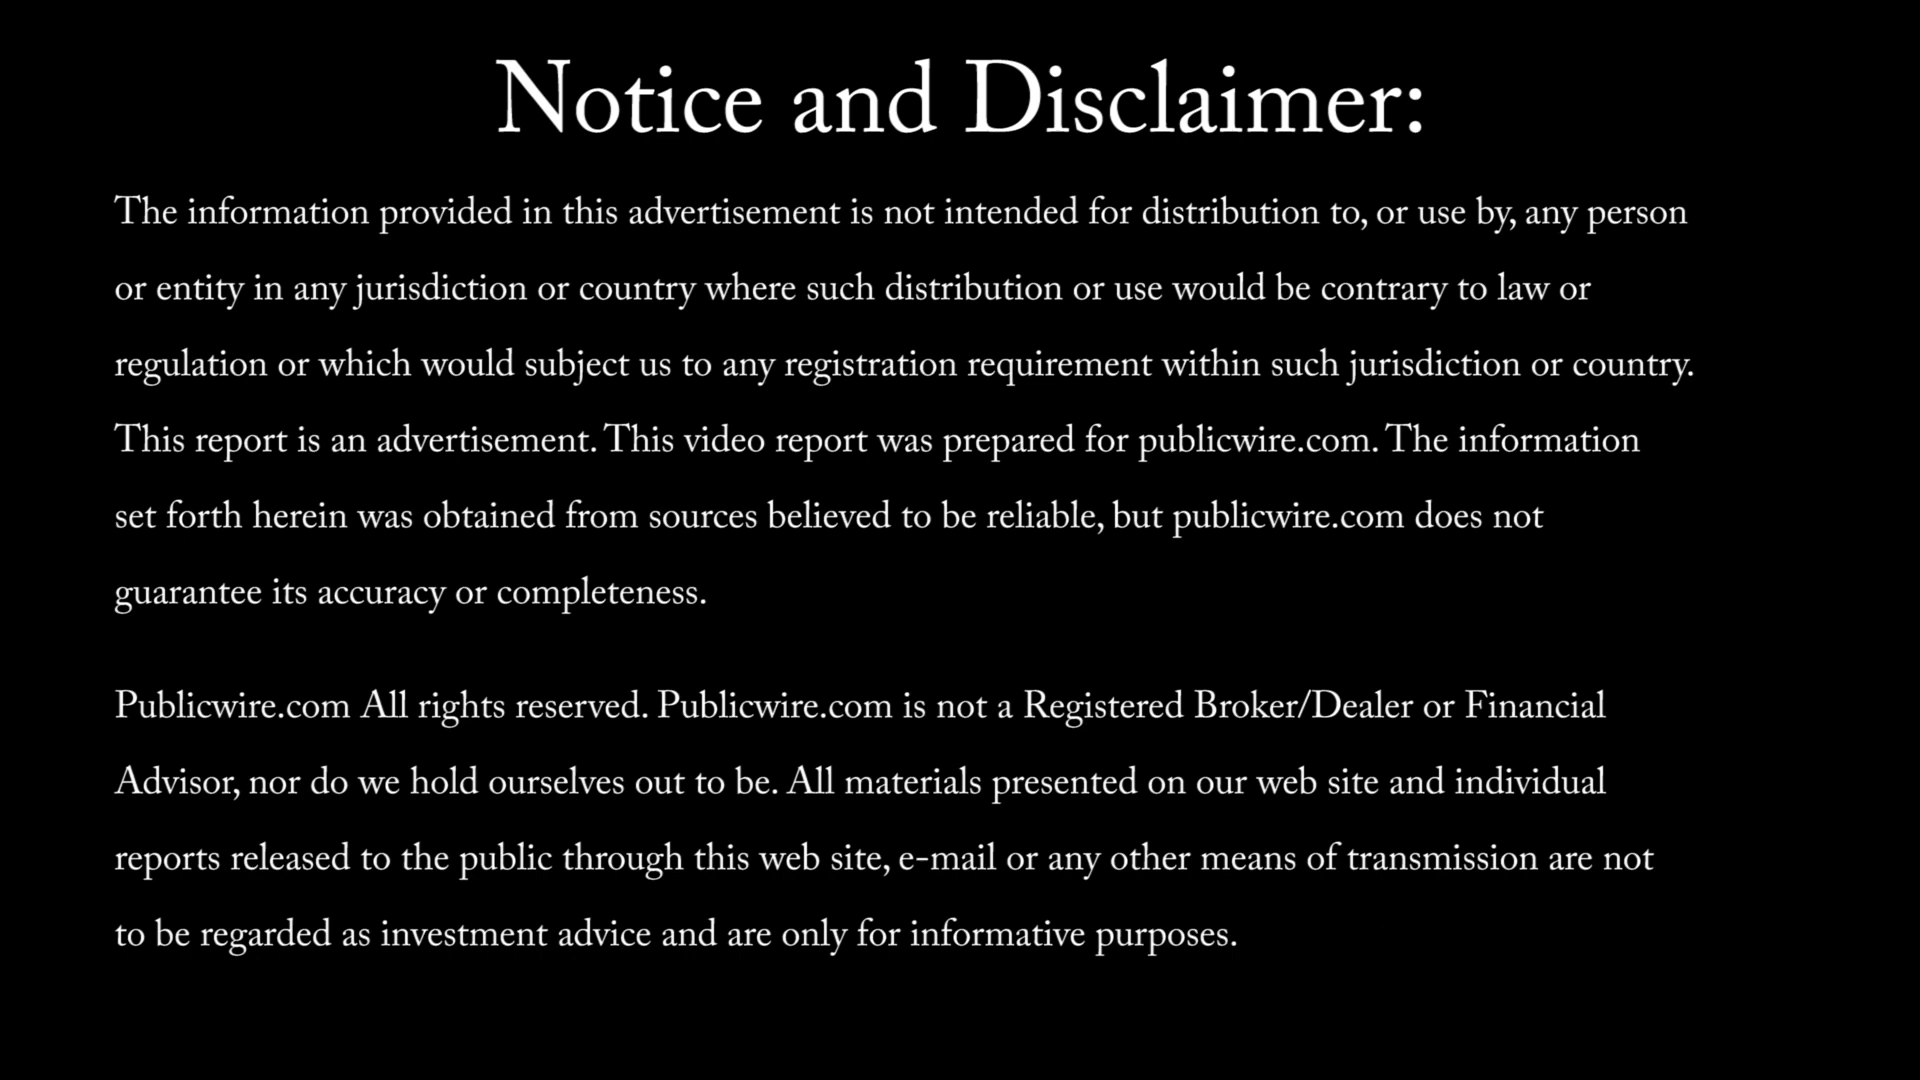 Notice and Disclaimer:
The information provided in this advertisement is not intended for distribution to, or use by, any person
or entity in any jurisdiction or country where such distribution or use would be contrary to law or
regulation or which would subject us to any registration requirement within such jurisdiction or country.
This report is an advertisement. This video report was prepared for publicwire.com. The information
set forth herein was obtained from sources believed to be reliable, but publicwire.com does not
guarantee its accuracy or completeness.
Publicwire.com All rights reserved. Publicwire.com is not a Registered Broker/Dealer or Financial
Advisor, nor do we hold ourselves out to be. All materials presented on our web site and individual
reports released to the public through this web site, e-mail or any other means of transmission are not
to be regarded as investment advice and are only for informative purposes.